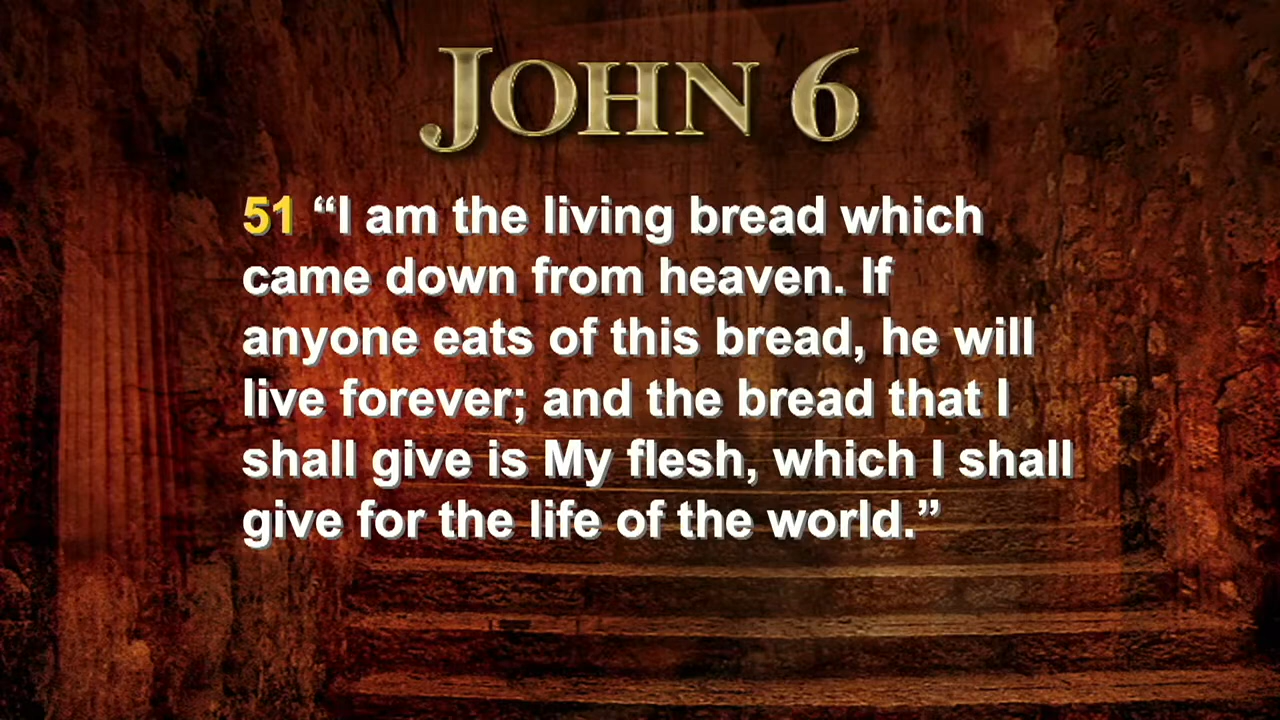 JOHN 6
51 “I am the living bread which
came down from heaven. If
anyone eats of this bread, he will
live forever; and the bread that I
shall give is My flesh, which I shall
give for the life of the world.”